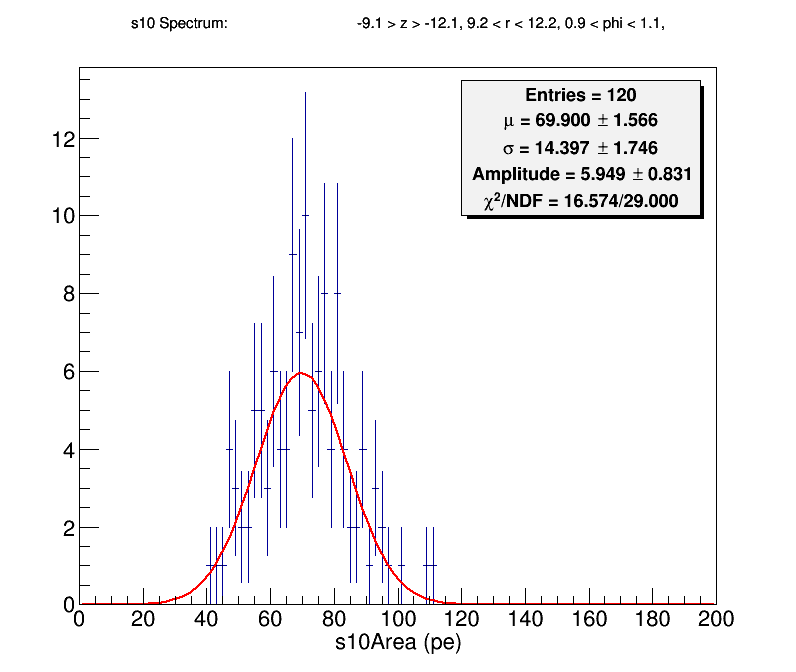 s10 Spectrum: -9.1 > z > -12.1, 9.2 < r < 12.2, 0.9 < phi < 1.1,
Entries = 120
μ = 69.900 ± 1.566
σ = 14.397 ± 1.746
Amplitude = 5.949 ± 0.831
χ²/NDF = 16.574/29.000
12
10
8
6
4
2
0
0 20 40 60 80 100 120 140 160 180 200
s10Area (pe)